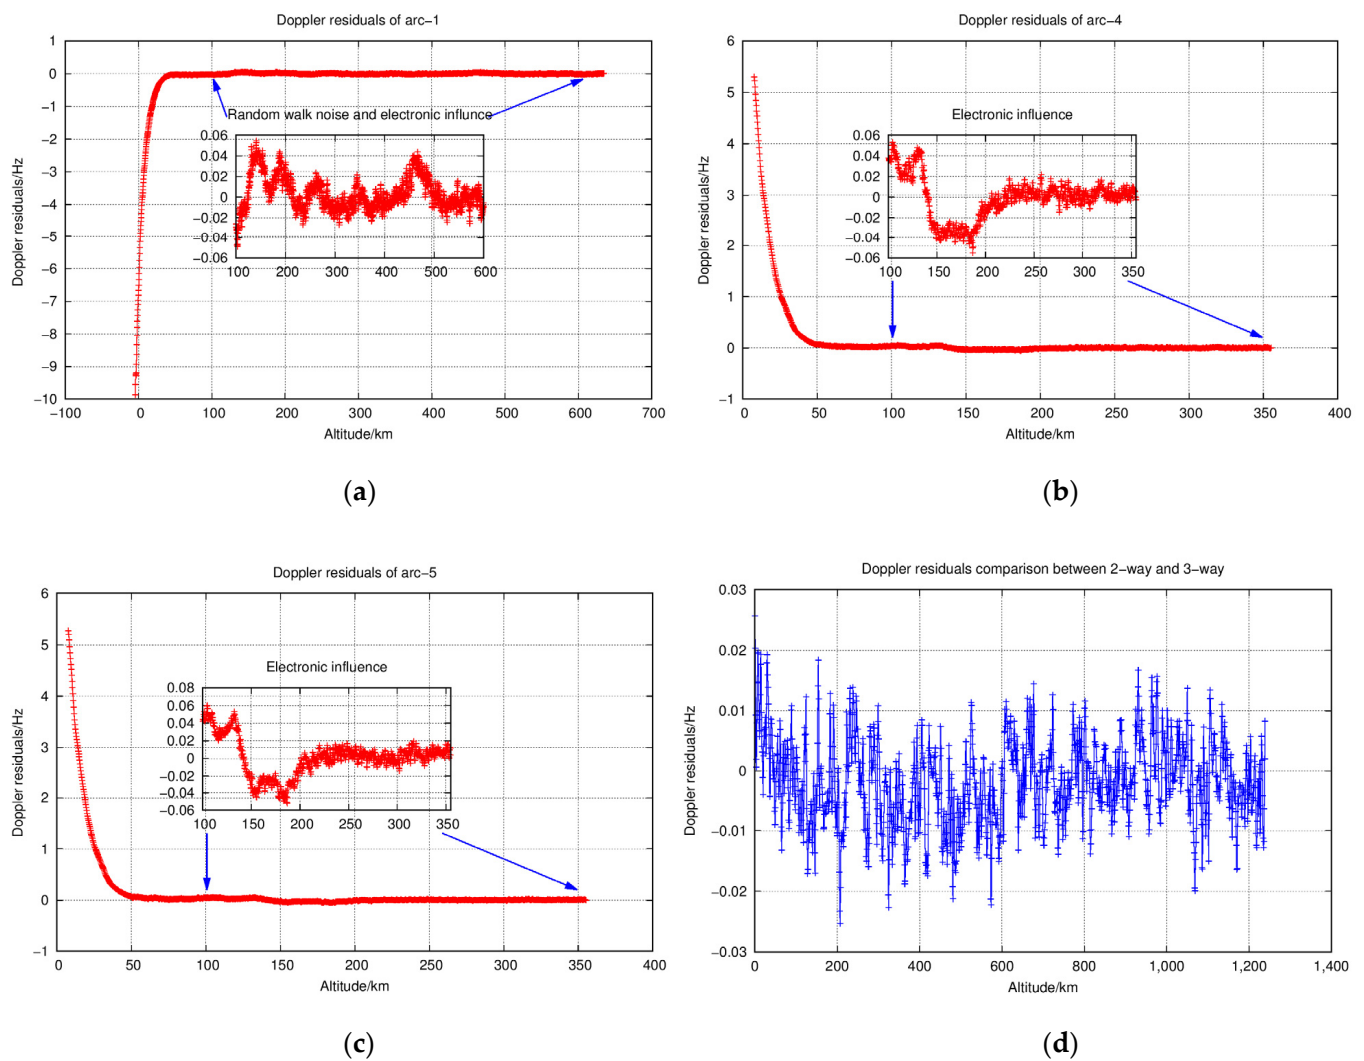 Doppler residuals of arc−1
1
0
−1
−2
−3
−4
−5
−6
−7
−8
−9
−10
Doppler residuals/Hz
Random walk noise and electronic influnce
0.06
0.04
0.02
0
−0.02
−0.04
−0.06
100 200 300 400 500 600
−100 0 100 200 300 400 500 600 700
Altitude/km
(a)
Doppler residuals of arc−4
6
5
4
3
2
1
0
−1
Doppler residuals/Hz
Electronic influence
0.06
0.04
0.02
0
−0.02
−0.04
−0.06
100 150 200 250 300 350
0 50 100 150 200 250 300 350 400
Altitude/km
(b)
Doppler residuals of arc−5
6
5
4
3
2
1
0
−1
Doppler residuals/Hz
Electronic influence
0.08
0.06
0.04
0.02
0
−0.02
−0.04
−0.06
100 150 200 250 300 350
0 50 100 150 200 250 300 350 400
Altitude/km
(c)
Doppler residuals comparison between 2−way and 3−way
0.03
0.02
0.01
0
−0.01
−0.02
−0.03
Doppler residuals/Hz
0 200 400 600 800 1,000 1,200 1,400
Altitude/km
(d)